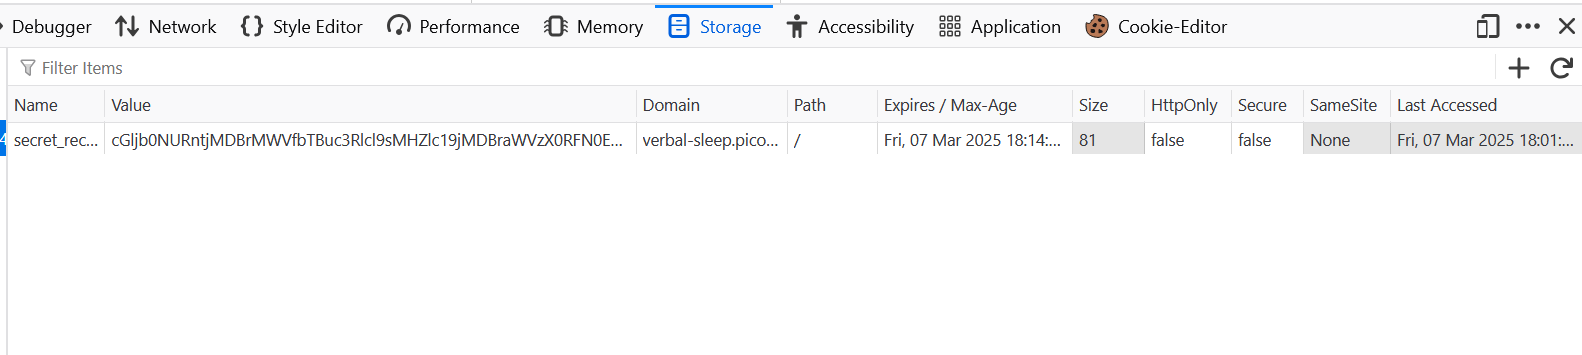 Debugger Network Style Editor Performance Memory Storage Accessibility Application Cookie-Editor
Filter Items
Name Value Domain Path Expires / Max-Age Size HttpOnly Secure SameSite Last Accessed
secret_rec... cGljb0NURntjMDBrMWVfbTBuc3Rlcl9sMHZlc19jMDBraWVzX0RFN0E... verbal-sleep.pico... / Fri, 07 Mar 2025 18:14:... 81 false false None Fri, 07 Mar 2025 18:01:...